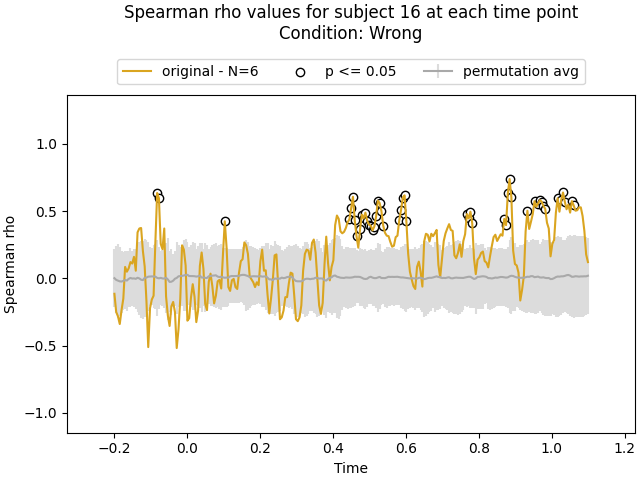 Spearman rho values for subject 16 at each time point
Condition: Wrong
original - N=6
p <= 0.05
permutation avg
Spearman rho
1.0
0.5
0.0
−0.5
−1.0
−0.2
0.0
0.2
0.4
0.6
0.8
1.0
1.2
Time